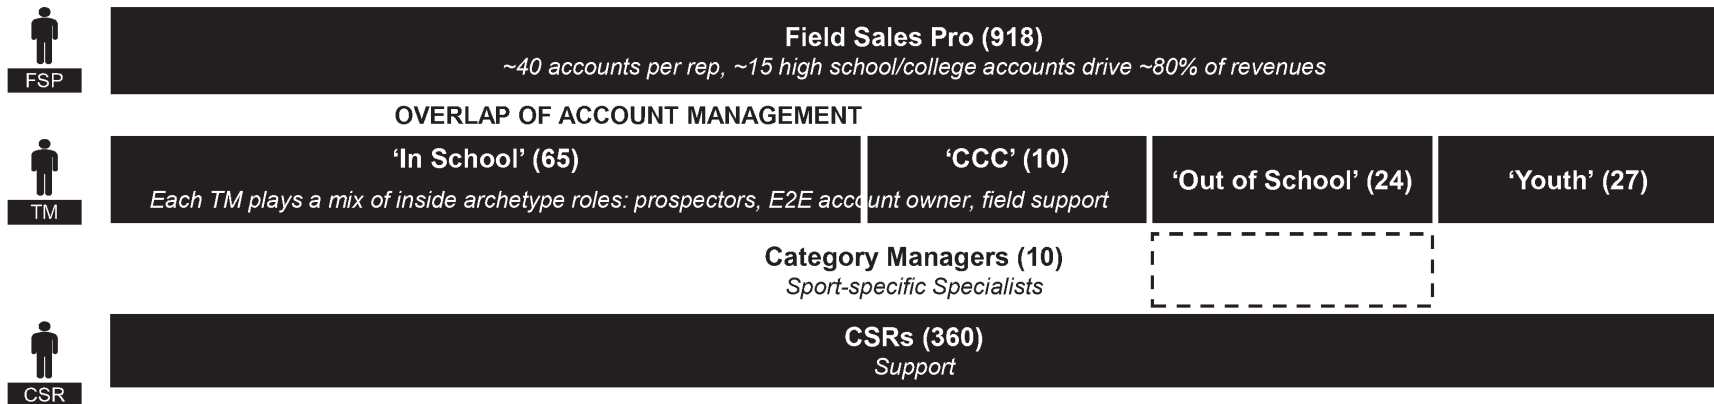 Field Sales Pro (918)
~40 accounts per rep, ~15 high school/college accounts drive ~80% of revenues
FSP
OVERLAP OF ACCOUNT MANAGEMENT
‘In School’ (65)
‘CCC’ (10)
‘Out of School’ (24)
‘Youth’ (27)
Each TM plays a mix of inside archetype roles: prospectors, E2E account owner, field support
TM
Category Managers (10)
Sport-specific Specialists
CSRs (360)
Support
CSR